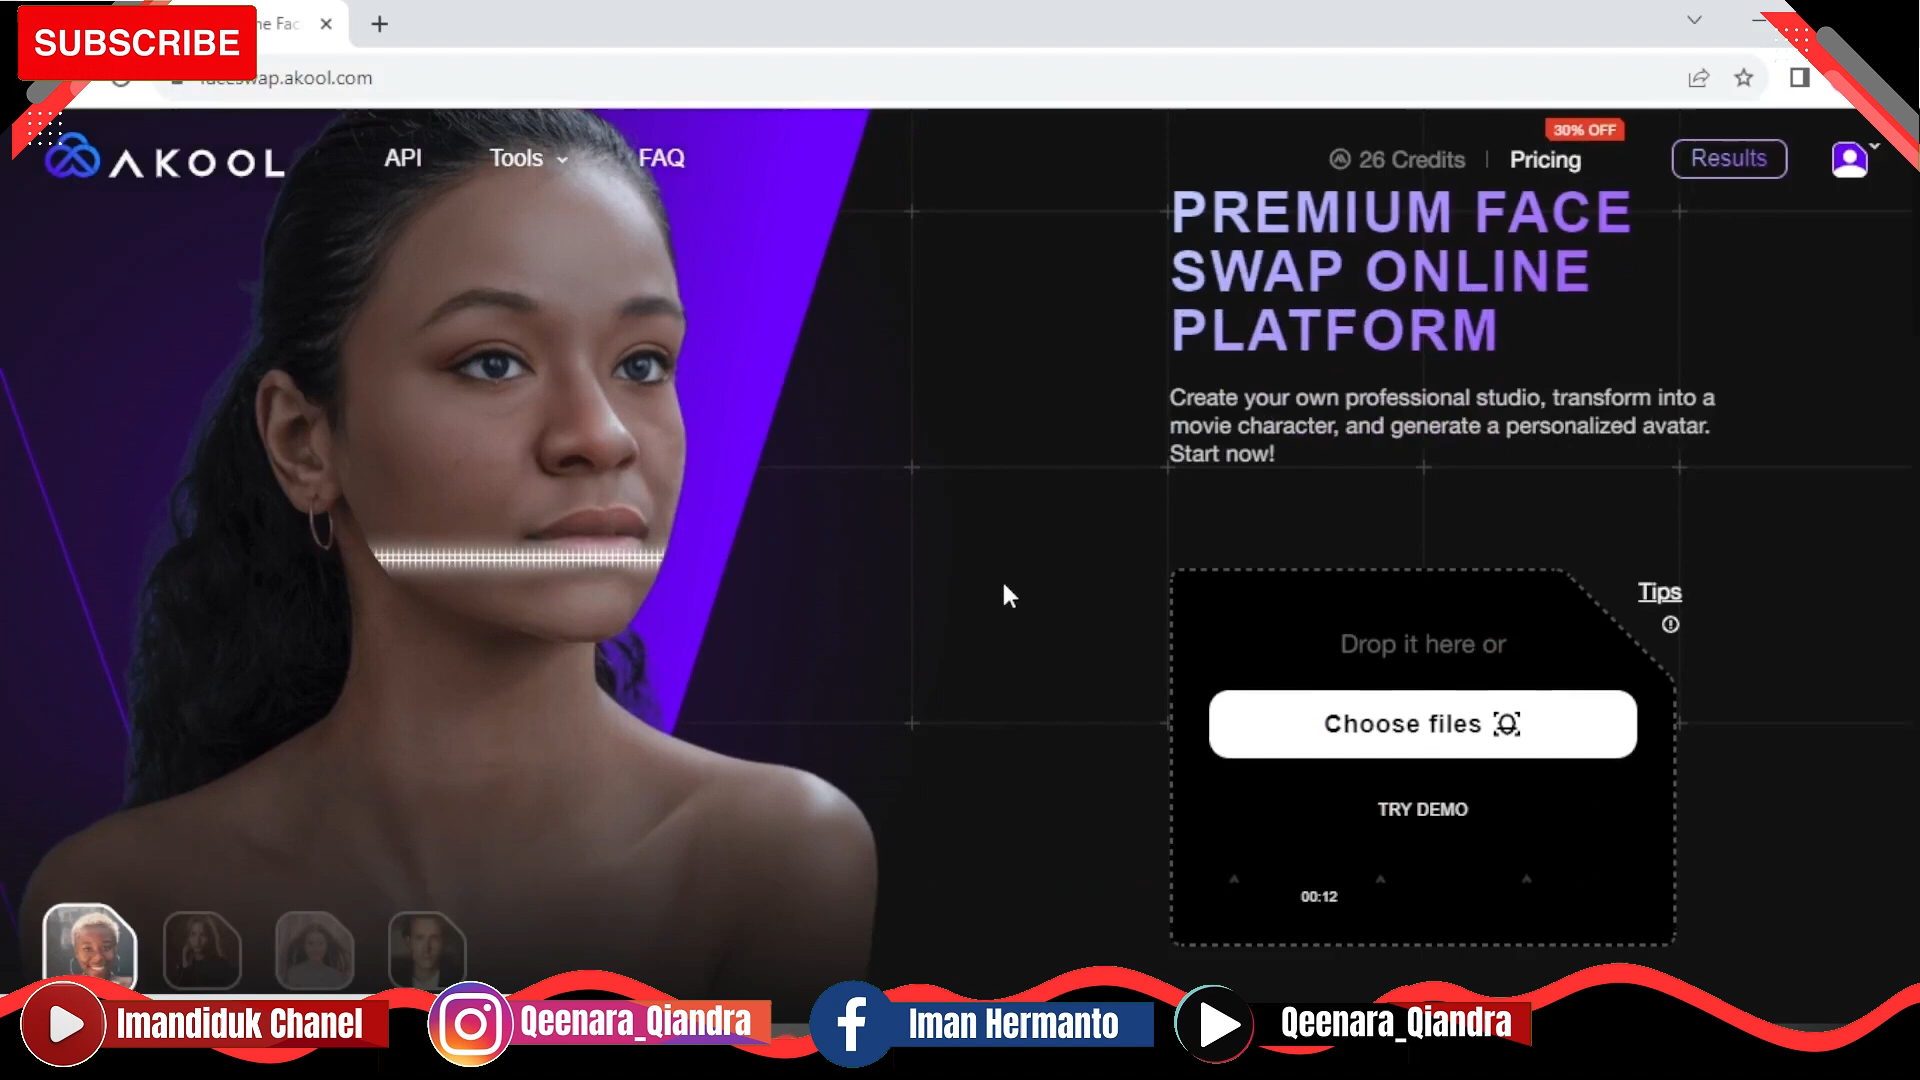 SUBSCRIBE
faceswap.akool.com
AKOOL
API
Tools
FAQ
26 Credits
30% OFF
Pricing
Results
PREMIUM FACE
SWAP ONLINE
PLATFORM
Create your own professional studio, transform into a
movie character, and generate a personalized avatar.
Start now!
Tips
Drop it here or
Choose files
TRY DEMO
00:12
Imandiduk Chanel
Qeenara_Qiandra
Iman Hermanto
Qeenara_Qiandra